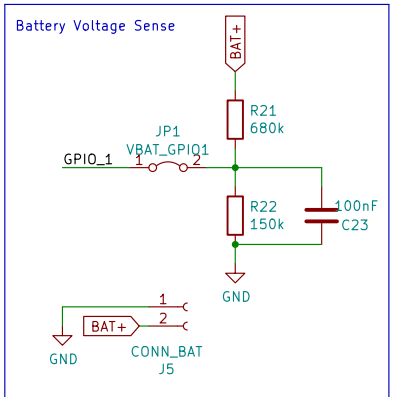 Battery Voltage Sense
BAT+
R21
680k
JP1
VBAT_GPIO1
GPIO_1
1
2
R22
150k
100nF
C23
GND
1
2
BAT+
CONN_BAT
J5
GND